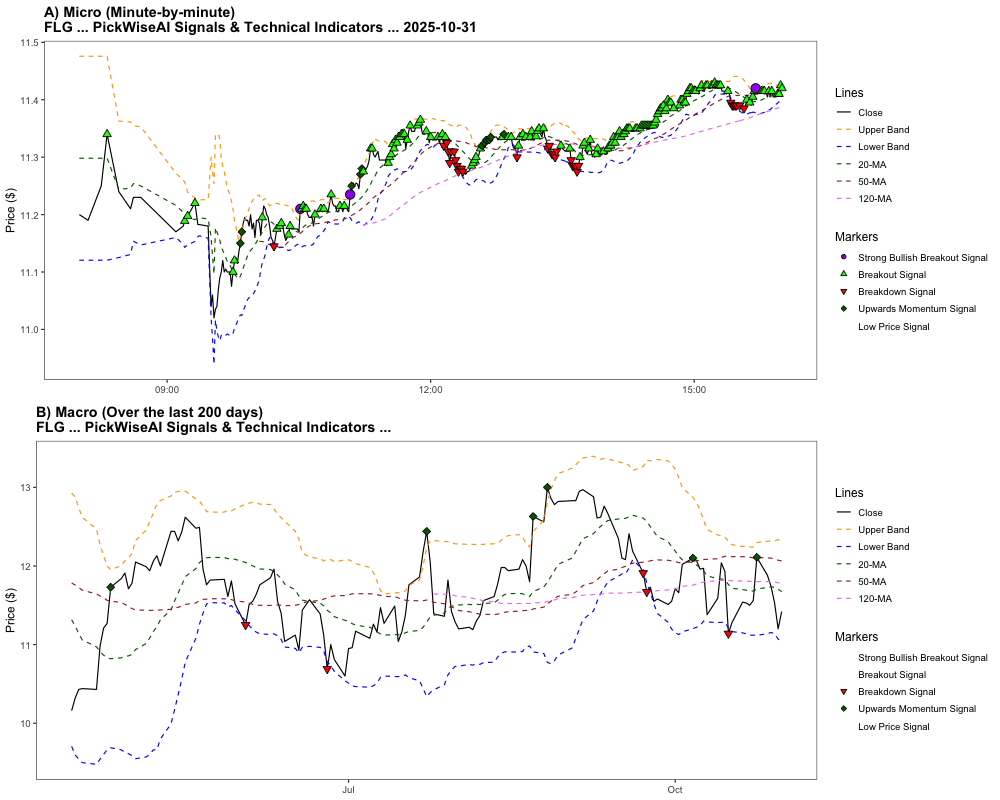 A) Micro (Minute-by-minute)
FLG ... PickWiseAI Signals & Technical Indicators ... 2025-10-31
11.5
11.4
11.3
11.2
11.1
11.0
Price ($)
09:00
12:00
15:00
Lines
Close
Upper Band
Lower Band
20-MA
50-MA
120-MA
Markers
Strong Bullish Breakout Signal
Breakout Signal
Breakdown Signal
Upwards Momentum Signal
Low Price Signal
B) Macro (Over the last 200 days)
FLG ... PickWiseAI Signals & Technical Indicators ...
13
12
11
10
Price ($)
Jul
Oct
Lines
Close
Upper Band
Lower Band
20-MA
50-MA
120-MA
Markers
Strong Bullish Breakout Signal
Breakout Signal
Breakdown Signal
Upwards Momentum Signal
Low Price Signal